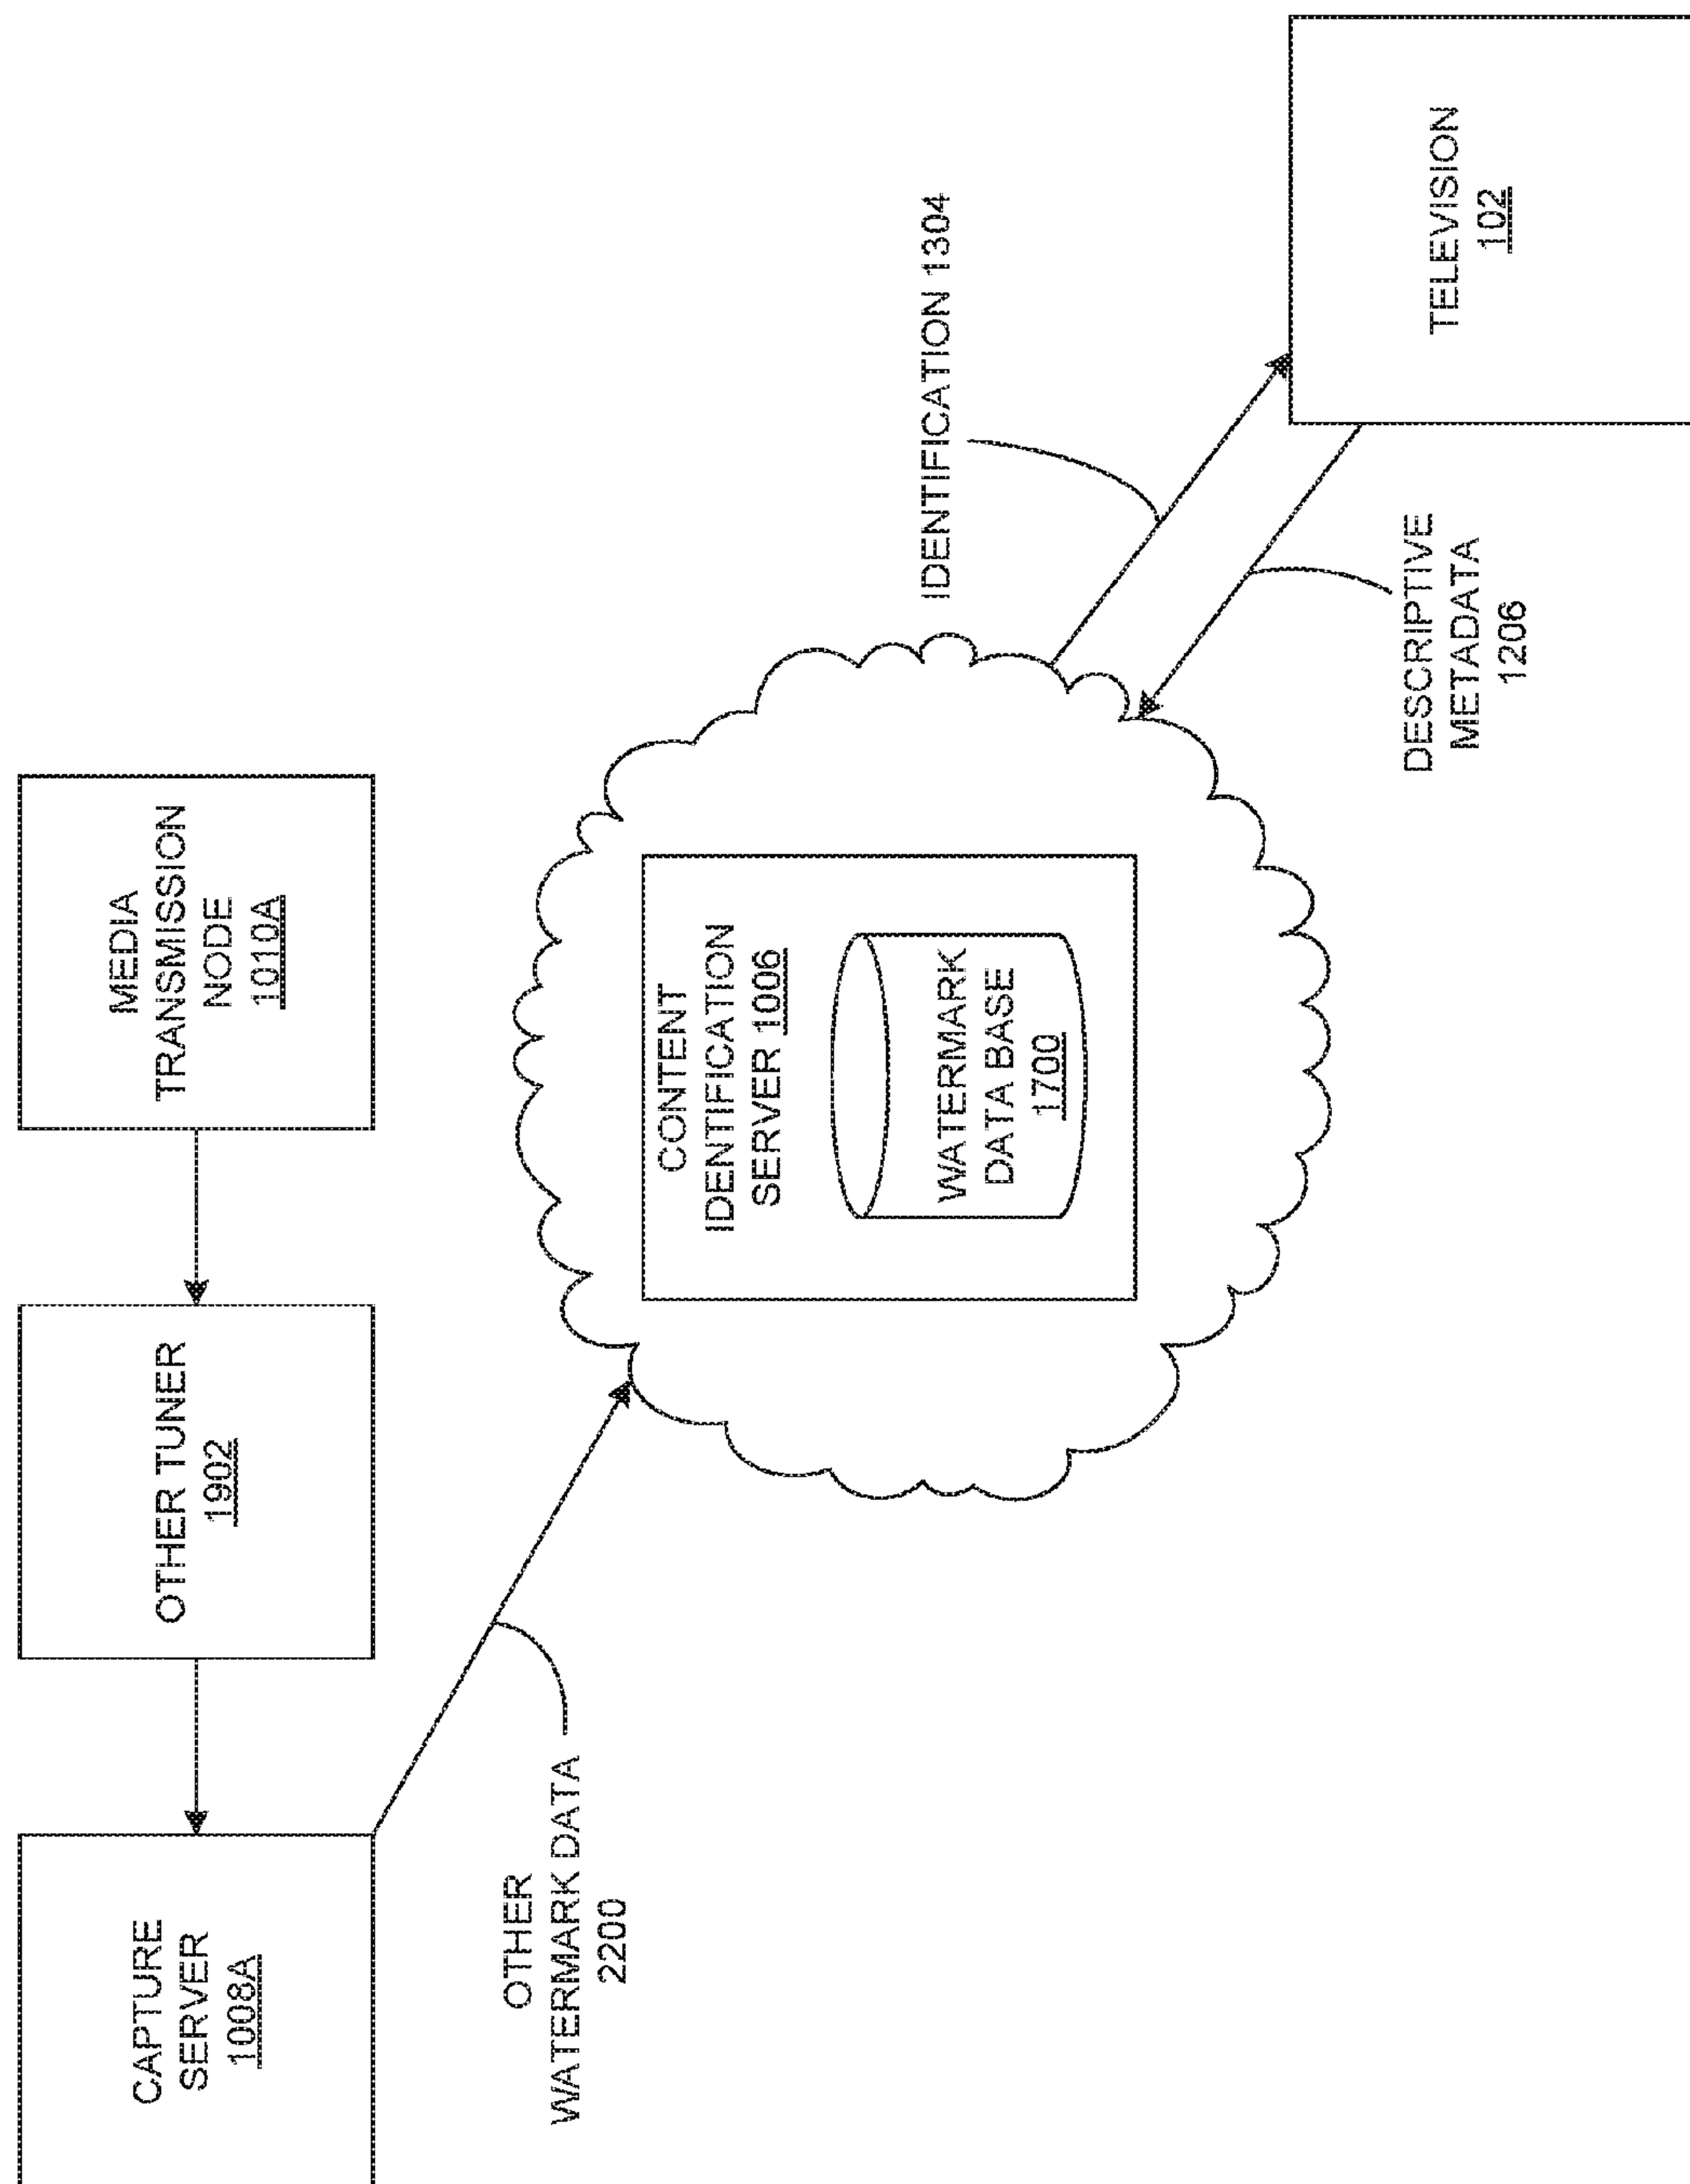 CAPTURE
SERVER
1008A
OTHER TUNER
1902
MEDIA
TRANSMISSION
NODE
1010A
OTHER
WATERMARK DATA
2200
CONTENT
IDENTIFICATION
SERVER 1006
WATERMARK
DATA BASE
1700
IDENTIFICATION 1304
DESCRIPTIVE
METADATA
1206
TELEVISION
102